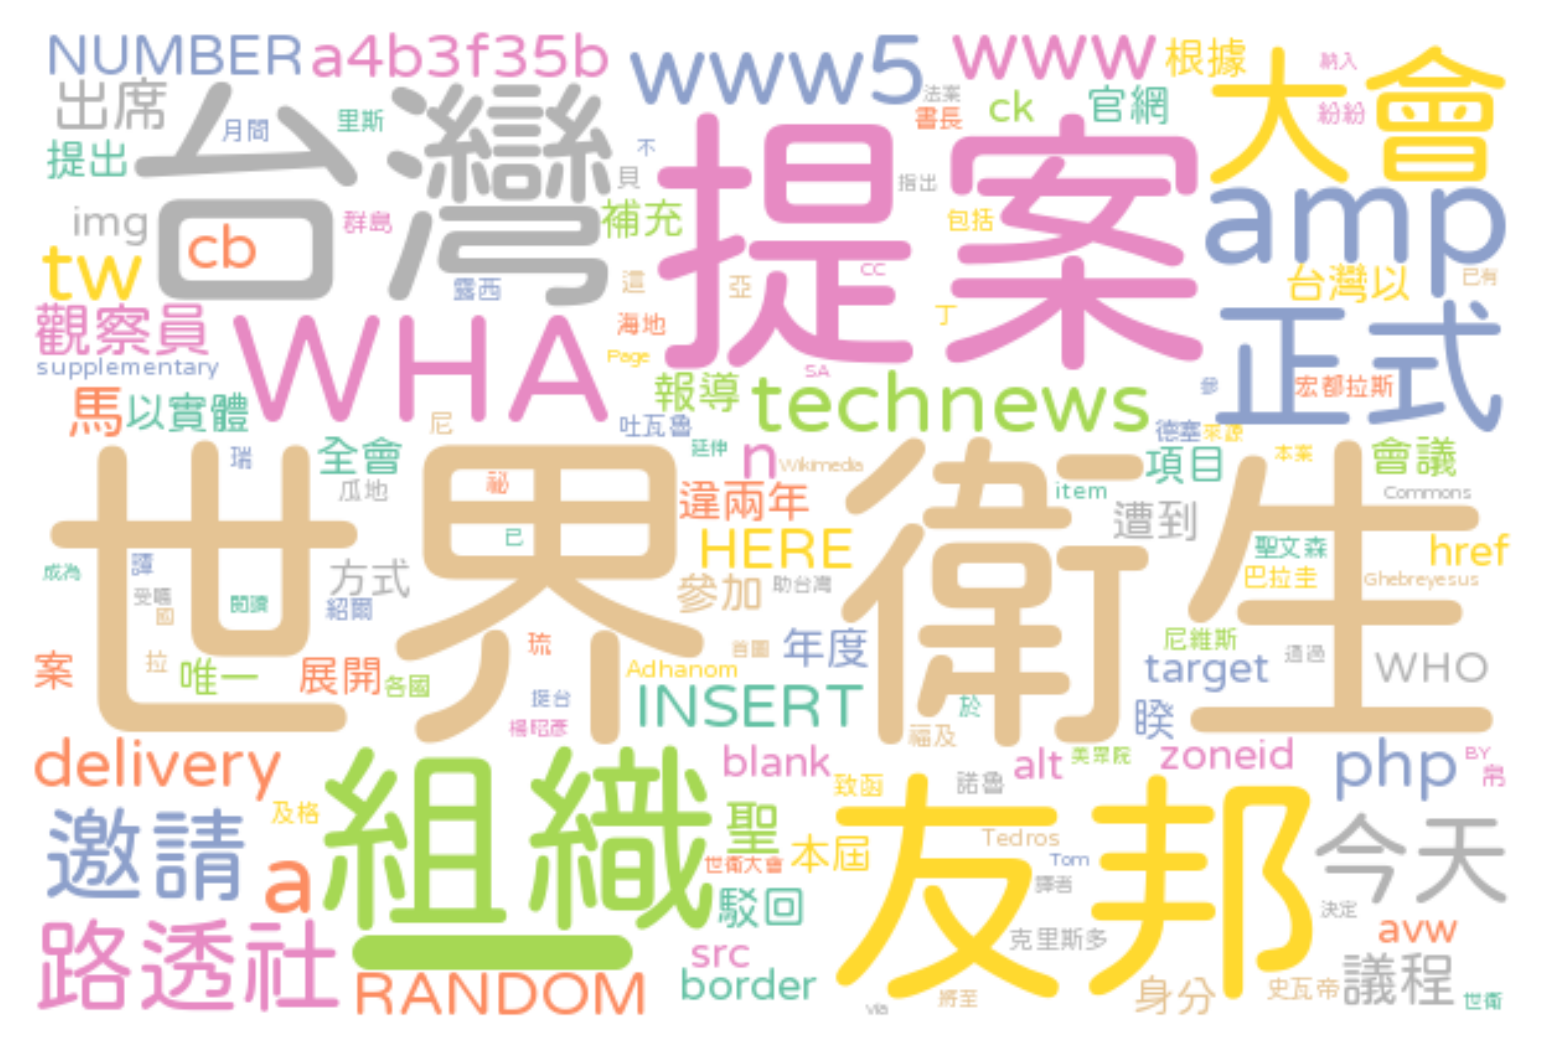 NUMBER
a4b3f35b
www5
www
根據
納入
大會
出席
台灣
月間
里斯
法案
ck
官網
書長
紛紛
提出
不
提案
貝
指出
img
cb
群島
補充
包括
amp
tw
露西
這
亞
cc
台灣以
已有
觀察員
WHA
海地
丁
正式
supplementary
Page
SA
馬
以實體
報導
technews
參
宏都拉斯
尼
吐瓦魯
德塞
來源
世界衛生
瑞
全會
延伸
n
Wikimedia
項目
本案
會議
瓜地
祕
違兩年
item
遭到
Commons
巴
HERE
聖文森
href
成為
譚
方式
參加
助台灣
巴拉圭
Ghebreyesus
受矚
國
閱讀
紹爾
琉
首圖
年度
尼維斯
案
拉
唯一
展開
各國
Adhanom
target
通過
WHO
挺台
INSERT
於
睽
楊昭彥
福及
delivery
組織
blank
alt
美眾院
zoneid
php
BY
帛
邀請
及格
聖
致函
諾魯
友邦
今天
a
世衛大會
本屆
Tedros
Tom
譯者
駁回
決定
路透社
src
克里斯多
avw
RANDOM
border
身分
史瓦帝
議程
via
將至
世衛